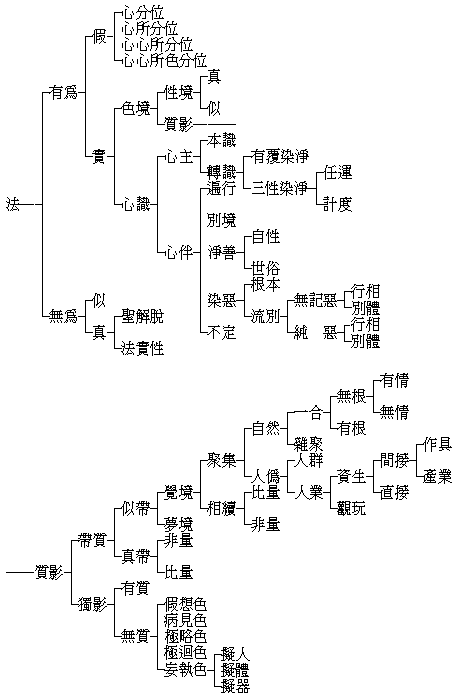 心分位
心所分位
假
心心所分位
心心所色分位
真
有爲
性境
色境
似
質影
實
本識
心主
有覆染淨
轉識
任運
遍行
三性染淨
法
心識
計度
別境
自性
心伴
淨善
世俗
根本
行相
染惡
無記惡
似
別體
無爲
聖解脫
流別
行相
真
不定
純 惡
別體
法實性
有情
無根
一合
無情
自然
有根
雜聚
作具
聚集
人群
間接
人僞
資生
產業
覺境
比量
人業
直接
似帶
相續
觀玩
夢境
非量
帶質
非量
真帶
質影
比量
有質
獨影
假想色
病見色
無質
極略色
極迴色
擬人
妄執色
擬體
擬器